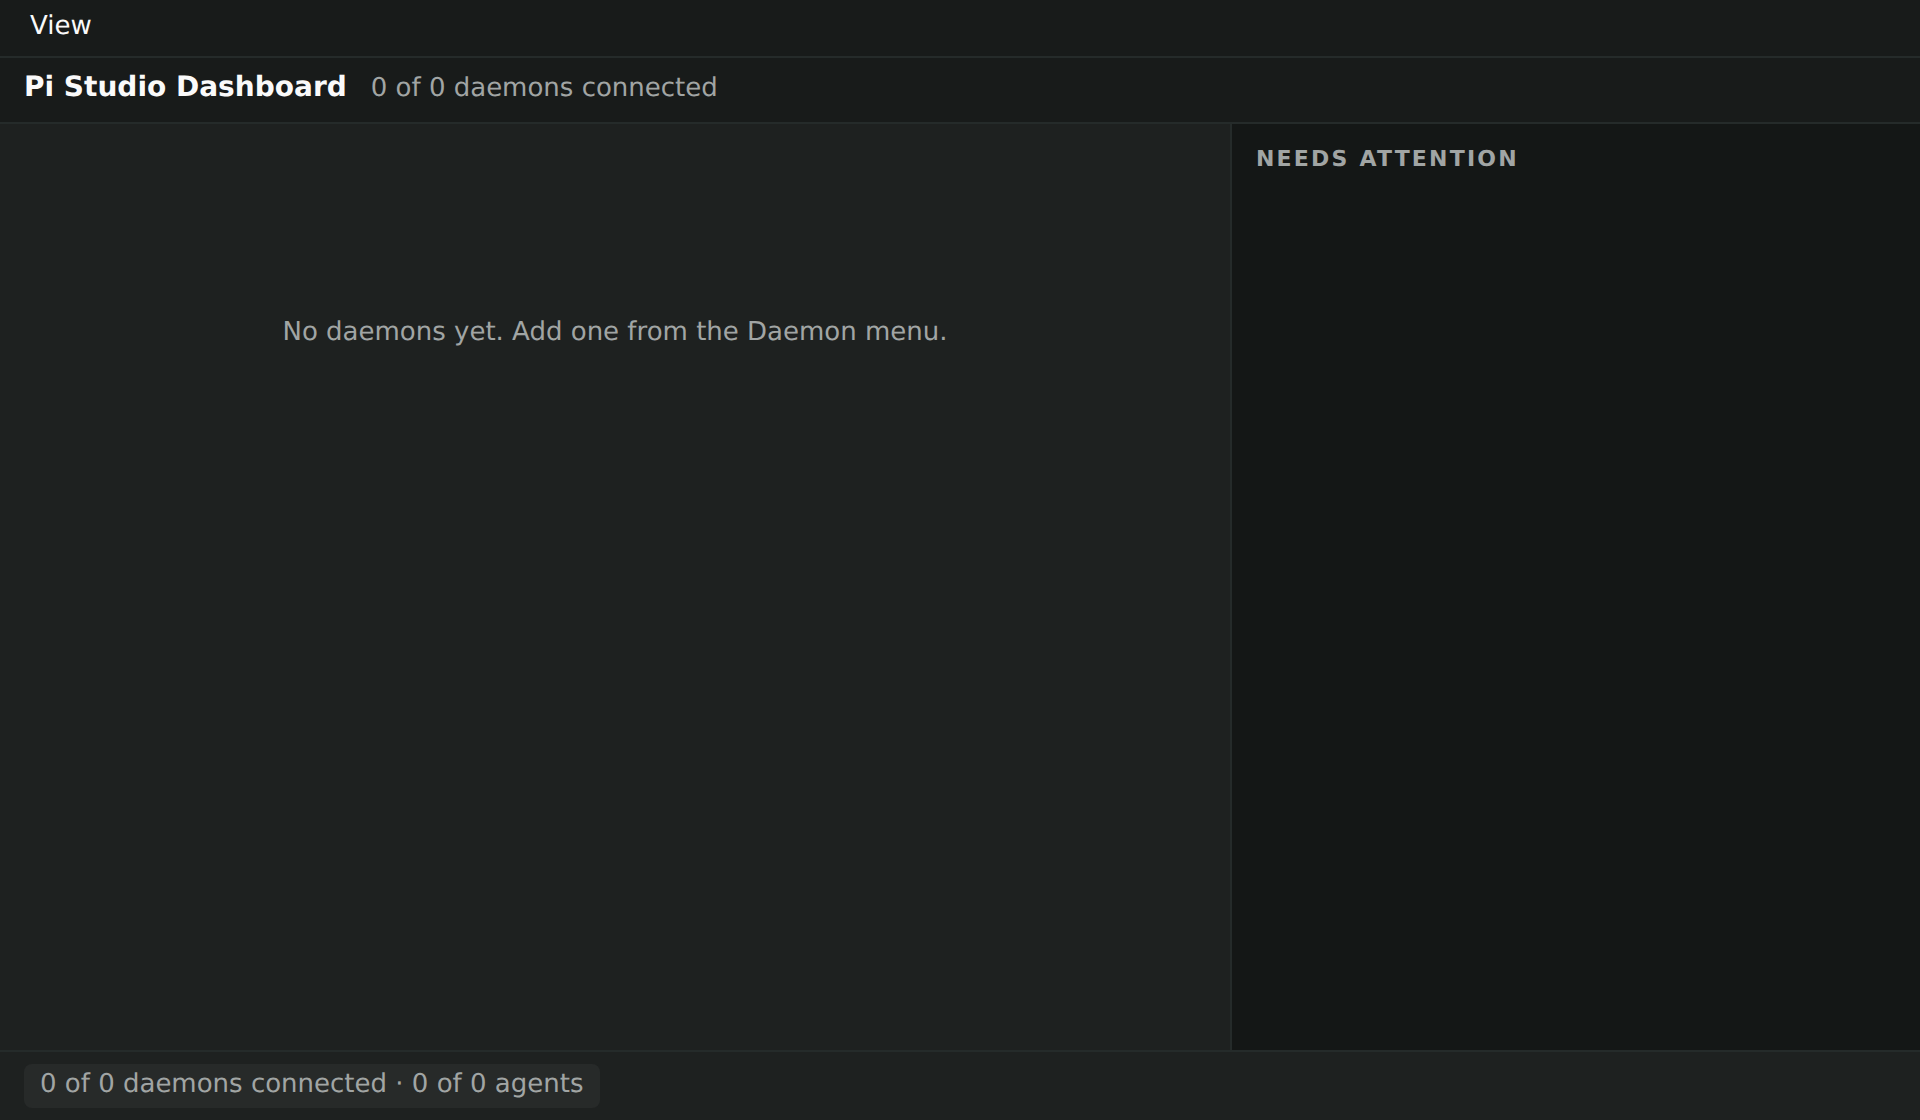 View
Pi Studio Dashboard 0 of 0 daemons connected
NEEDS ATTENTION
No daemons yet. Add one from the Daemon menu.
0 of 0 daemons connected · 0 of 0 agents